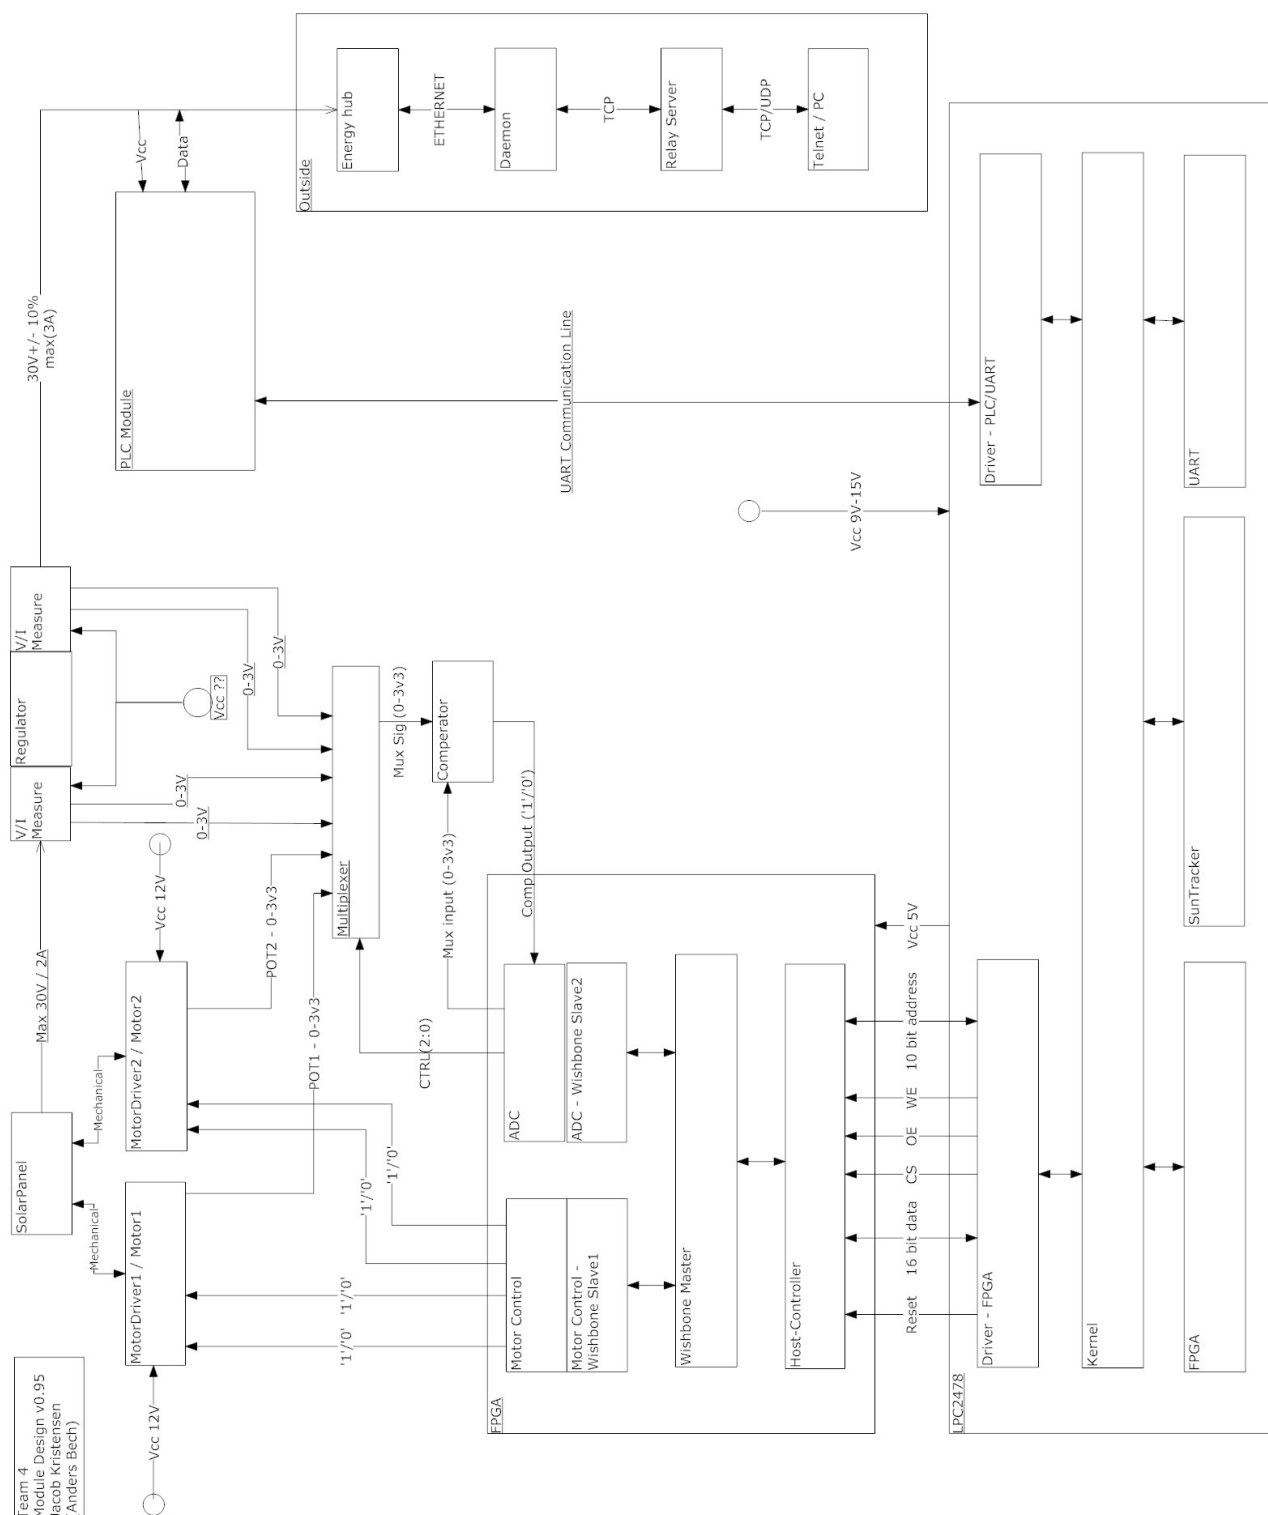 Team 4
Module Design v0.95
Jacob Kristensen
(Anders Bech)
Vcc 12V
SolarPanel
Mechanical
Mechanical
MotorDriver1 / Motor1
MotorDriver2 / Motor2
Max 30V / 2A
Vcc 12V
V/I
Measure
Regulator
V/I
Measure
Vcc ??
30V+/- 10%
max(3A)
Vcc
Data
PLC Module
0-3V
0-3V
0-3V
0-3V
POT2 - 0-3v3
POT1 - 0-3v3
'1'/'0'
'1'/'0'
'1'/'0'
'1'/'0'
Multiplexer
CTRL(2:0)
Mux Sig (0-3v3)
Comperator
Mux input (0-3v3)
Comp Output ('1'/'0')
Outside
Energy hub
ETHERNET
Daemon
TCP
Relay Server
TCP/UDP
Telnet / PC
UART Communication Line
FPGA
Motor Control
Motor Control -
Wishbone Slave1
ADC
ADC - Wishbone Slave2
Wishbone Master
Host-Controller
Reset
16 bit data
CS
OE
WE
10 bit address
Vcc 5V
Vcc 9V-15V
LPC2478
Driver - FPGA
Driver - PLC/UART
Kernel
FPGA
SunTracker
UART